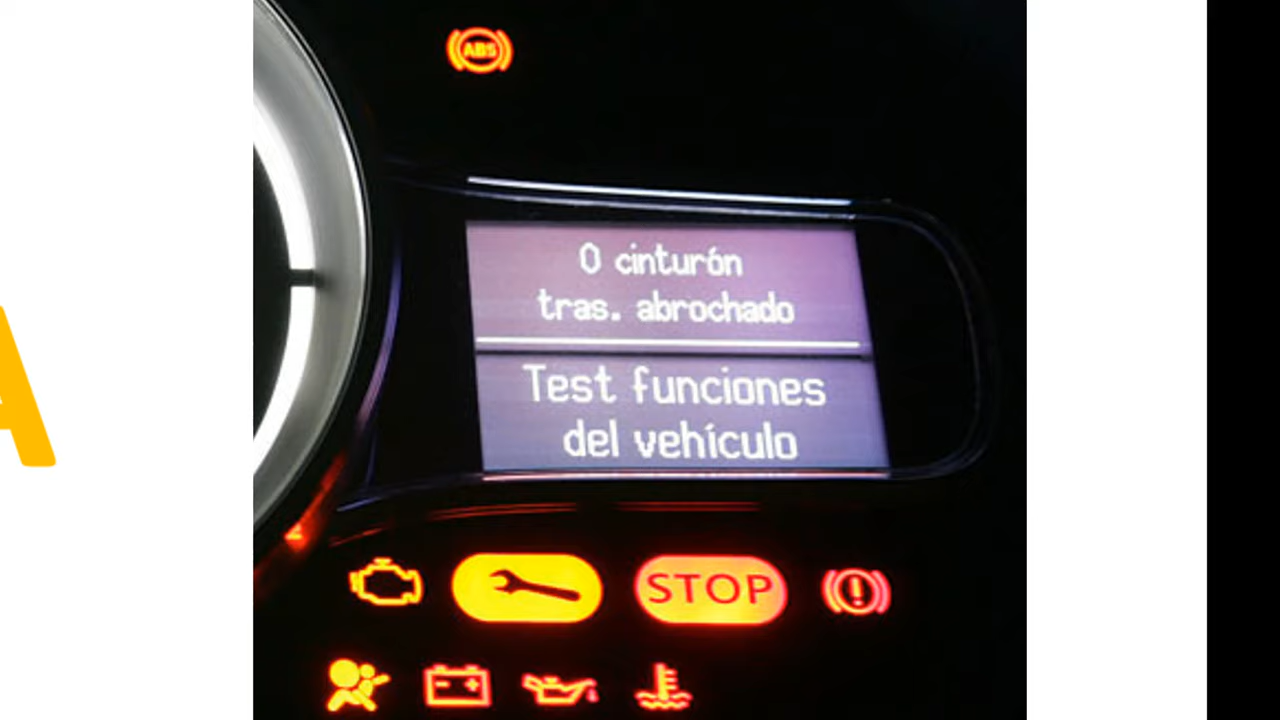 A
ABS
0 cinturón
tras. abrochado
Test funciones
del vehículo
STOP